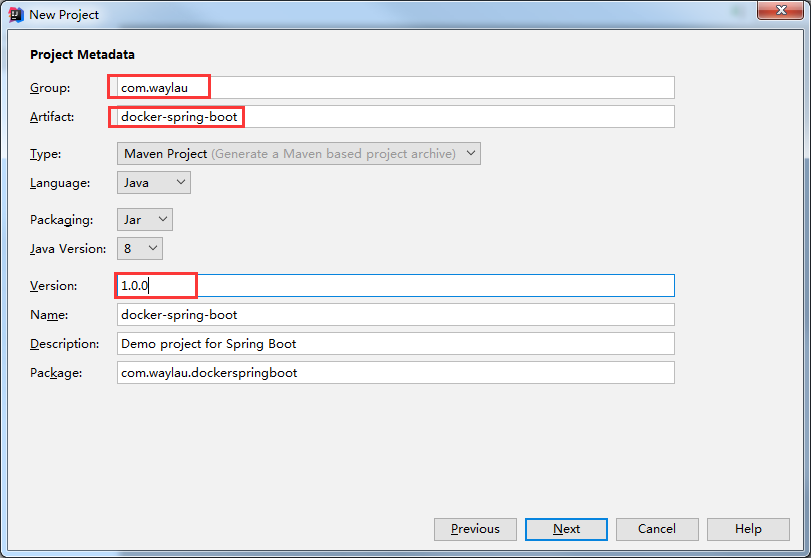 New Project
Project Metadata
Group: com.waylau
Artifact: docker-spring-boot
Type: Maven Project (Generate a Maven based project archive)
Language: Java
Packaging: Jar
Java Version: 8
Version: 1.0.0
Name: docker-spring-boot
Description: Demo project for Spring Boot
Package: com.waylau.dockerspringboot
Previous Next Cancel Help